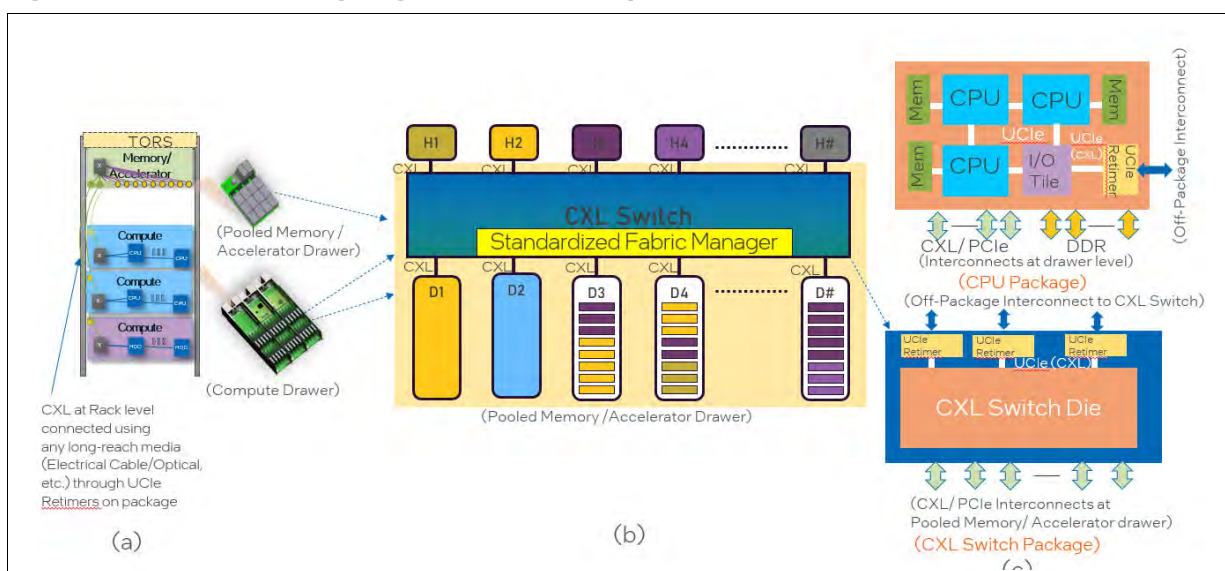 TORS
Memory/
Accelerator
Compute
CPU
CPU
Compute
CPU
CPU
Compute
(Pooled Memory /
Accelerator Drawer)
(Compute Drawer)
CXL at Rack level
connected using
any long-reach media
(Electrical Cable/Optical,
etc.) through UCIe
Retimers on package
(a)
H1
H2
H4
H#
CXL
CXL
CXL
CXL
CXL
CXL Switch
Standardized Fabric Manager
CXL
CXL
CXL
CXL
CXL
D1
D2
D3
D4
D#
(Pooled Memory /Accelerator Drawer)
(b)
Mem
CPU
CPU
Mem
UCIe
UCIe
(CXL)
Mem
CPU
I/O
Tile
UCIe
Retimer
(Off-Package Interconnect)
CXL/ PCIe
DDR
(Interconnects at drawer level)
(CPU Package)
(Off-Package Interconnect to CXL Switch)
UCIe
Retimer
UCIe
Retimer
UCIe
Retimer
UCIe (CXL)
CXL Switch Die
(CXL/ PCIe Interconnects at
Pooled Memory/ Accelerator drawer)
(CXL Switch Package)